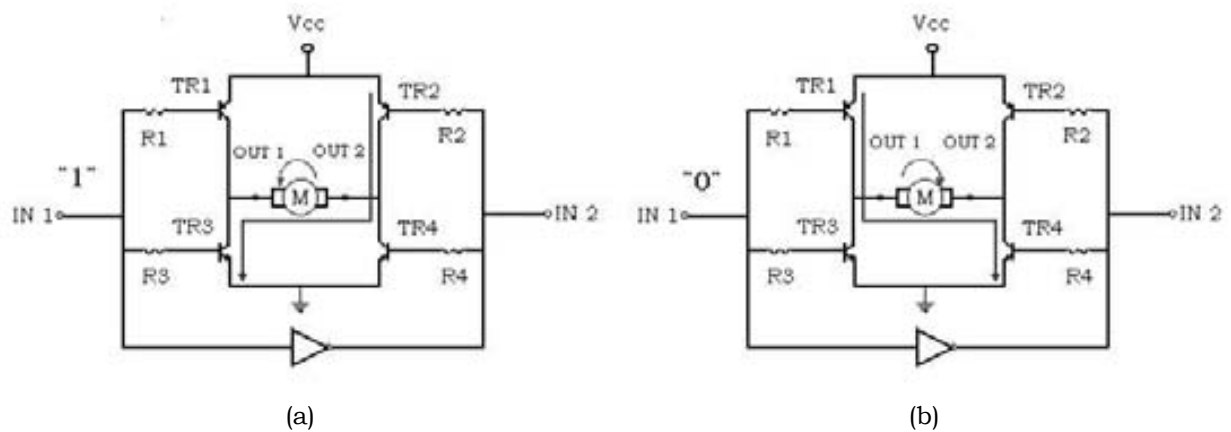 Vcc
TR1
TR2
R1
R2
OUT 1
OUT 2
"1"
M
IN 1
IN 2
TR3
TR4
R3
R4
(a)
Vcc
TR1
TR2
R1
R2
OUT 1
OUT 2
"0"
M
IN 1
IN 2
TR3
TR4
R3
R4
(b)